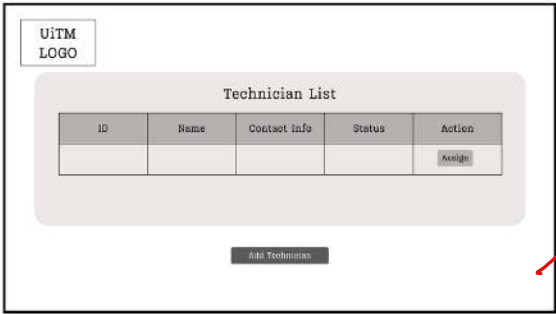 UiTM
LOGO
Technician List
ID Name Contact Info Status Action
Assign
Add Technician